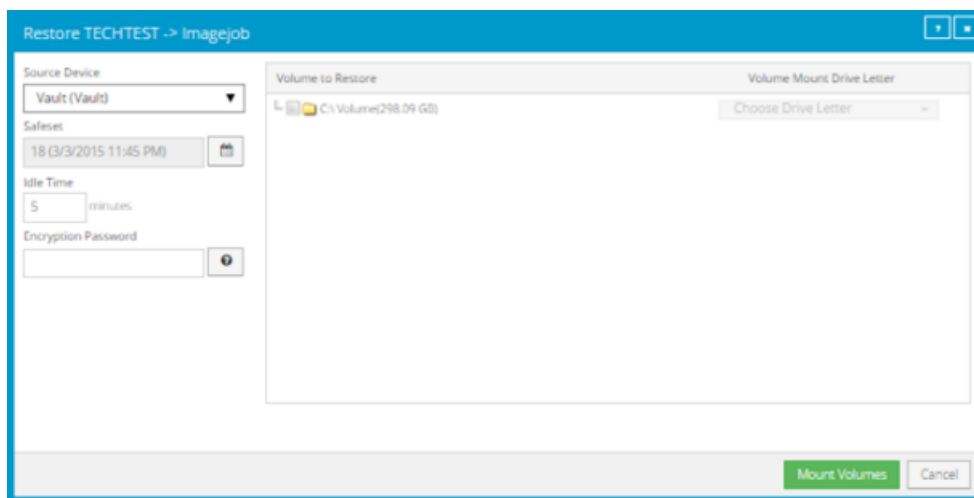 Restore TECHTEST -> Imagejob
Source Device
Vault (Vault)
Safeset
18 (3/3/2015 11:45 PM)
Idle Time
5 minutes
Encryption Password
Volume to Restore Volume Mount Drive Letter
C:\ Volume(298.09 GB) Choose Drive Letter
Mount Volumes Cancel